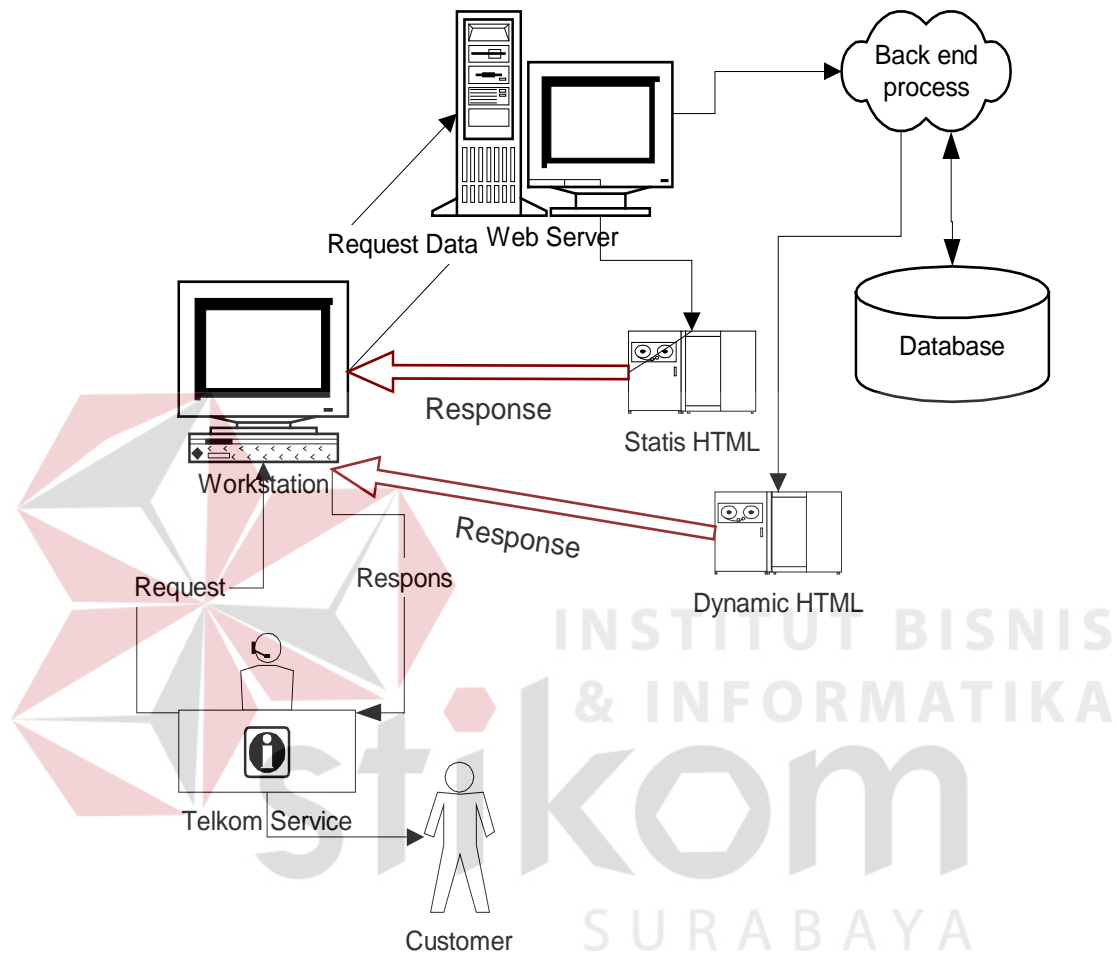 Back end
process
Request Data
Web Server
Database
Response
Statis HTML
Workstation
Response
Dynamic HTML
Request
Respons
INSTITUT BISNIS
& INFORMATIKA
stikom
SURABAYA
Telkom Service
Customer